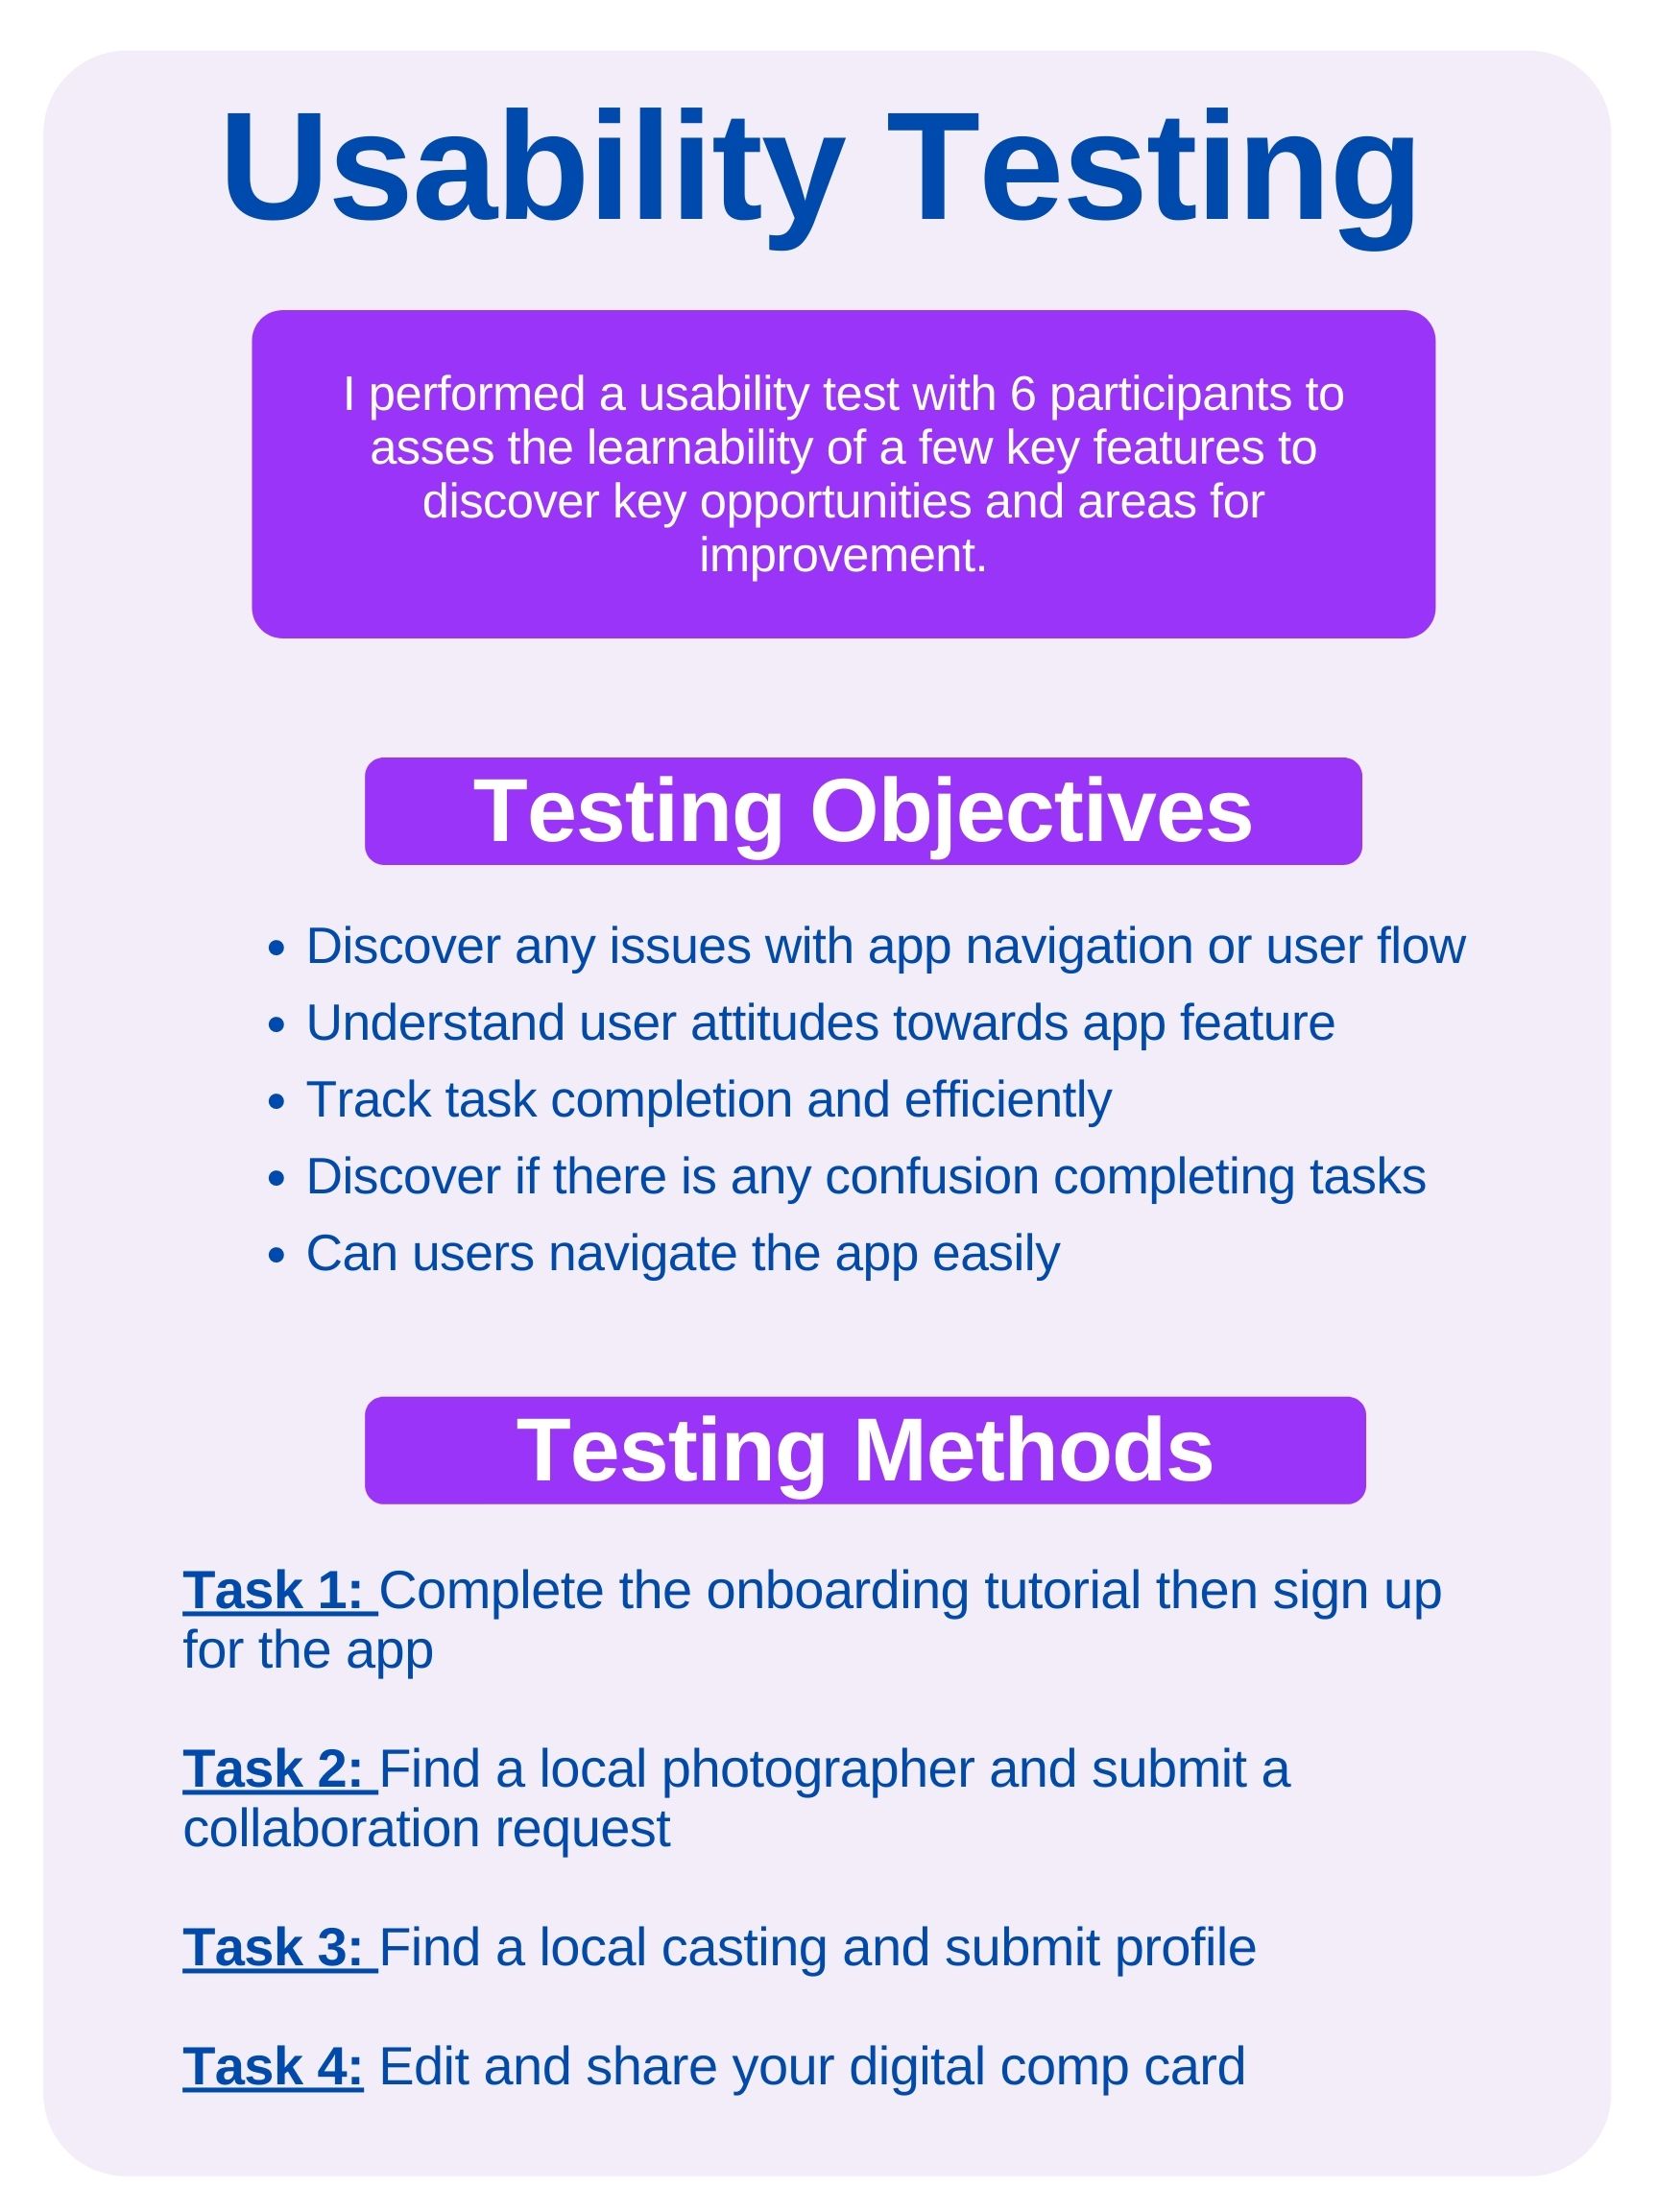 Usability Testing
I performed a usability test with 6 participants to
asses the learnability of a few key features to
discover key opportunities and areas for
improvement.
Testing Objectives
• Discover any issues with app navigation or user flow
• Understand user attitudes towards app feature
• Track task completion and efficiently
• Discover if there is any confusion completing tasks
• Can users navigate the app easily
Testing Methods
Task 1: Complete the onboarding tutorial then sign up
for the app
Task 2: Find a local photographer and submit a
collaboration request
Task 3: Find a local casting and submit profile
Task 4: Edit and share your digital comp card